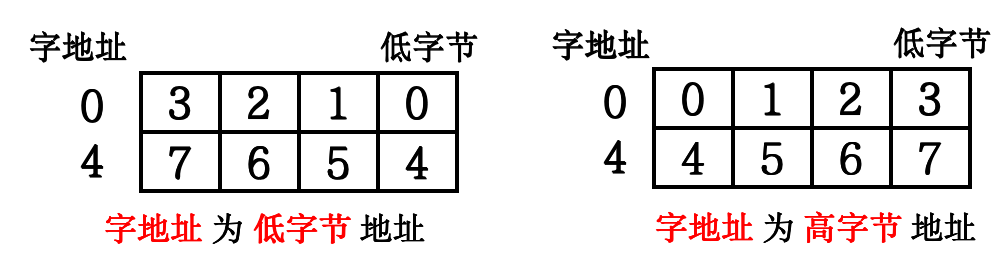 字地址 低字节
0 3 2 1 0
4 7 6 5 4
字地址 为 低字节 地址
字地址 低字节
0 0 1 2 3
4 4 5 6 7
字地址 为 高字节 地址